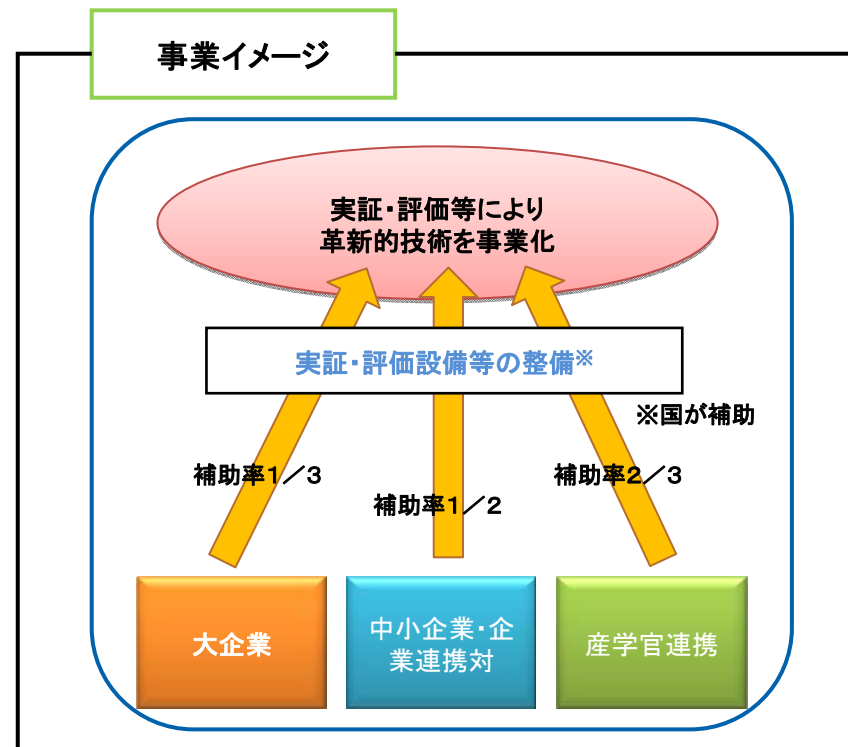 事業イメージ
実証・評価等により
革新的技術を事業化
実証・評価設備等の整備※
※国が補助
補助率1／3
補助率1／2
補助率2／3
大企業
中小企業・企
業連携対
産学官連携